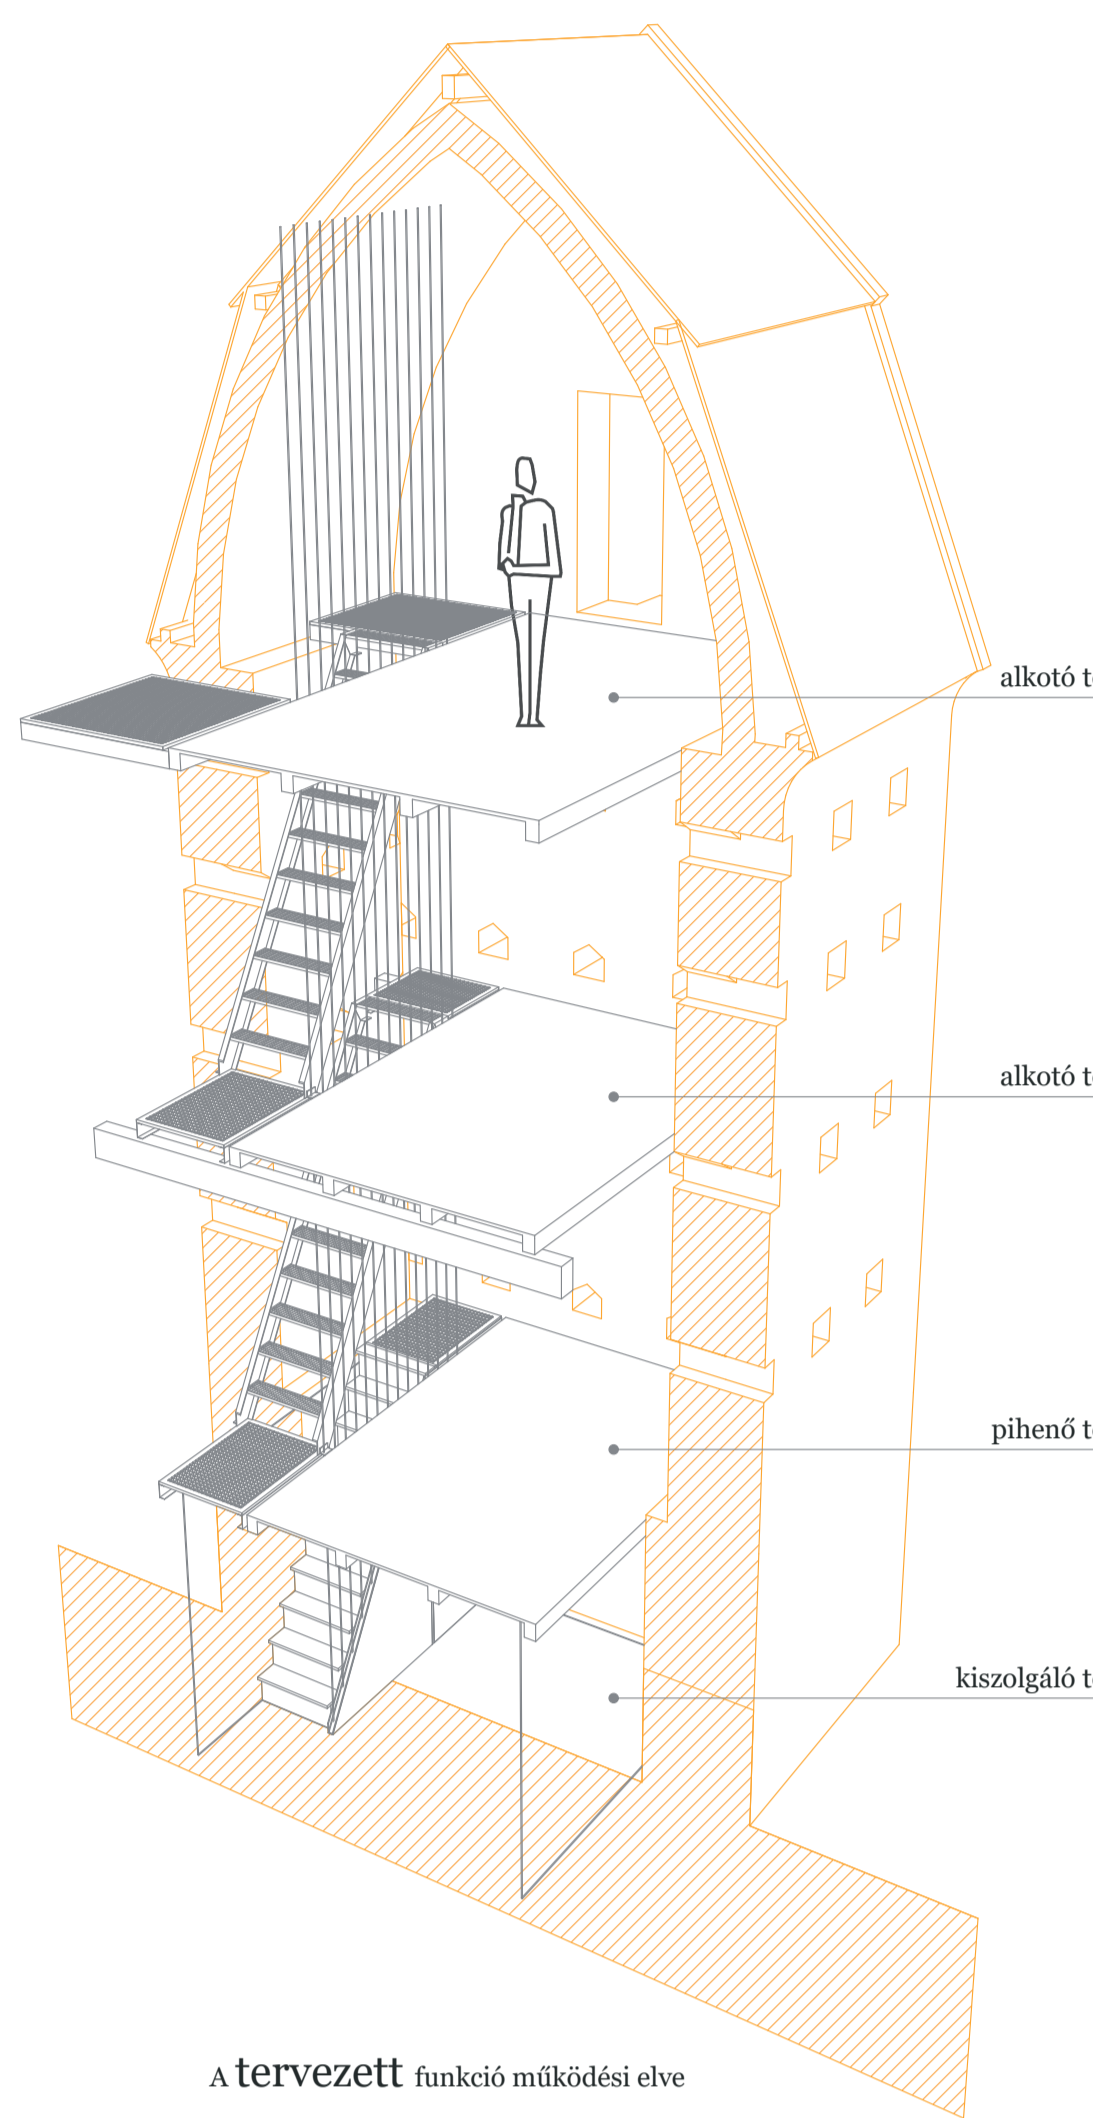 alkotó t
alkotó t
pihenő t
kiszolgáló t
A tervezett funkció működési elve